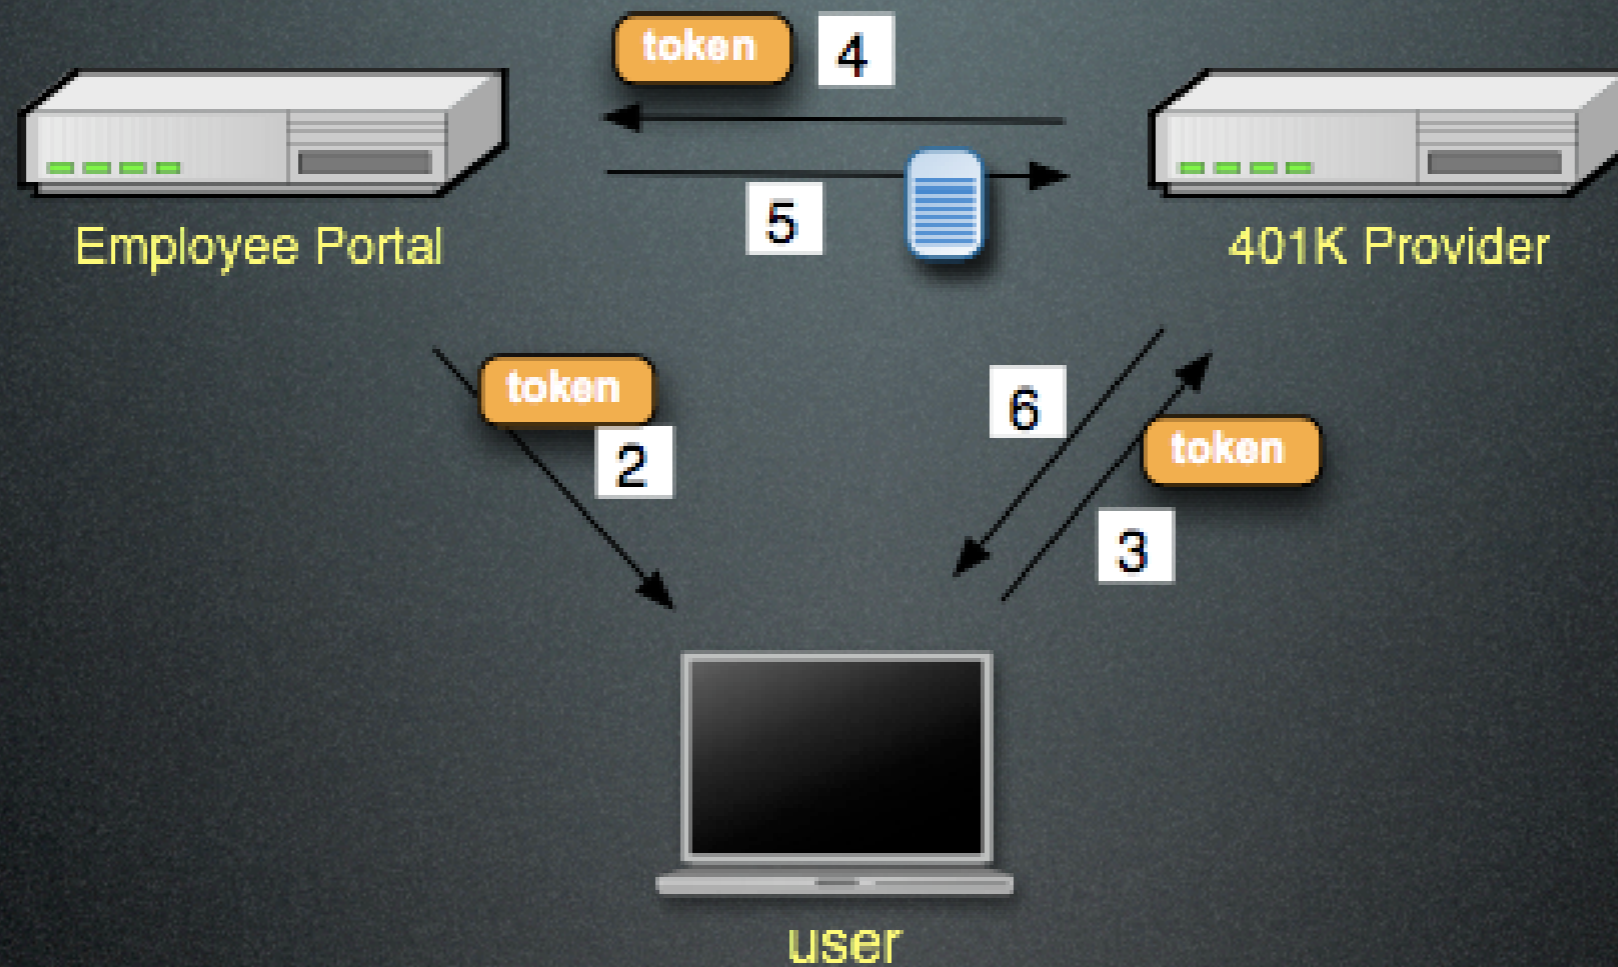 token
4
5
Employee Portal
401K Provider
token
2
6
token
3
user